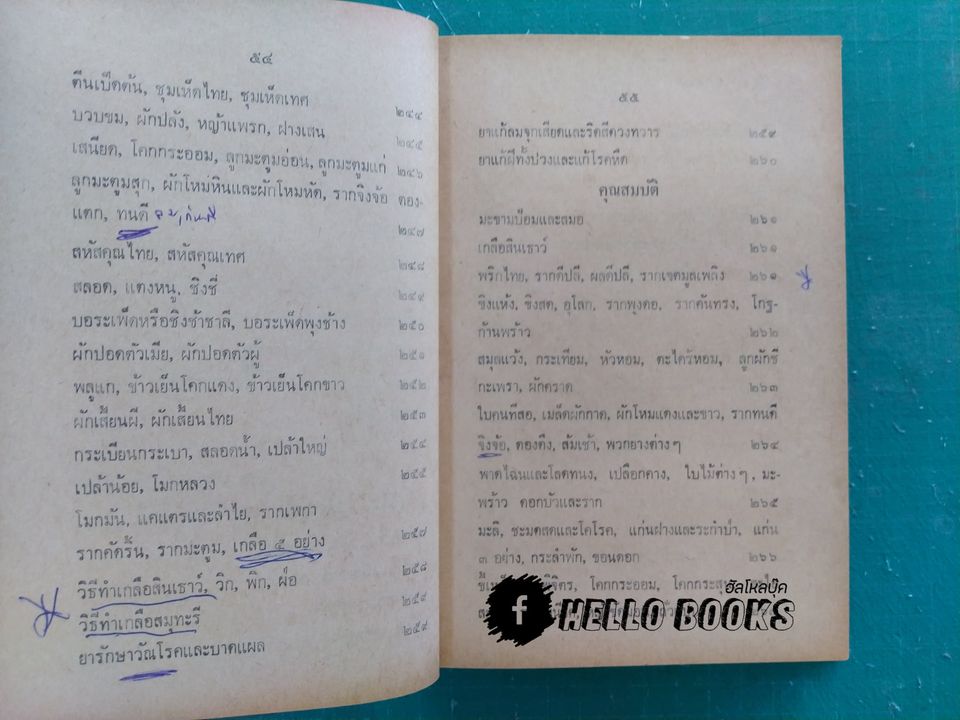 ๕๔
ตีนเป็ดต้น, ชุมเห็ดไทย, ชุมเห็ดเทศ ๒๔๔
บวบขม, ผักปลัง, หญ้าแพรก, ฝางเสน ๒๔๕
เสนียด, โคกกระออม, ลูกมะตูมอ่อน, ลูกมะตูมแก่ ๒๔๖
ลูกมะตูมสุก, ผักโหมหินและผักโหมหัด, รากจิงจ้อ ตอง-
แตก, ทนดี ๒๔๗
สหัสคุณไทย, สหัสคุณเทศ ๒๔๘
สลอด, แตงหนู, ชิงชี่ ๒๔๙
บอระเพ็ดหรือชิงช้าชาลี, บอระเพ็ดพุงช้าง ๒๕๐
ผักปอดตัวเมีย, ผักปอดตัวผู้ ๒๕๑
พลูแก, ข้าวเย็นโคกแดง, ข้าวเย็นโคกขาว ๒๕๒
ผักเสี้ยนผี, ผักเสี้ยนไทย ๒๕๓
กระเบียนกระเบา, สลอดน้ำ, เปล้าใหญ่ ๒๕๔
เปล้าน้อย, โมกหลวง ๒๕๕
โมกมัน, แคแตรและลำไย, รากเพกา
รากคัดริ้น, รากมะตูม, เกลือ ๕ อย่าง ๒๕๗
วิธีทำเกลือสินเธาว์, วิก, พิก, ฝ่อ ๒๕๘
วิธีทำเกลือสมุทะรี ๒๕๙
ยารักษาวัณโรคและบาดแผล ๒๕๙
๕๕
ยาแก้ลมจุกเสียดและริดสีดวงทวาร ๒๕๙
ยาแก้ฝีทั้งปวงและแก้โรคหืด ๒๖๐
คุณสมบัติ
มะขามป้อมและสมอ ๒๖๑
เกลือสินเธาว์ ๒๖๑
พริกไทย, รากดีปลี, ผลดีปลี, รากเจตมูลเพลิง ๒๖๑
ขิงแห้ง, ขิงสด, อุโลก, รากพุงดอ, รากคันทรง, โกฐ-
ก้านพร้าว ๒๖๒
สมุลแว้ง, กระเทียม, หัวหอม, ตะไคร้หอม, ลูกผักชี
กะเพรา, ผักคราด ๒๖๓
ใบคนทีสอ, เมล็ดผักกาด, ผักโหมแดงและขาว, รากทนดี
จิงจ้อ, ตองตึง, ส้มเช้า, พวกยางต่าง ๆ ๒๖๔
พาดไฉนและโลดทนง, เปลือกคาง, ใบไม้ต่าง ๆ, มะ-
พร้าว ดอกบัวและราก ๒๖๕
มะลิ, ชะมดสดและโคโรค, แก่นฝางและระกำป่า, แก่น
๓ อย่าง, กระลำพัก, ขอนดอก ๒๖๖
โคกกระออม,
ฮัลโหลบุ๊ค
f HELLO BOOKS